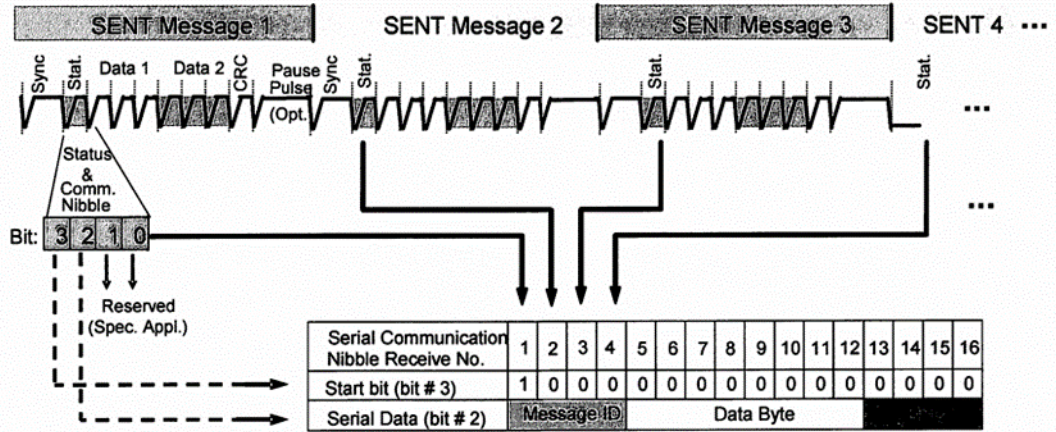 SENT Message 1 SENT Message 2 SENT Message 3 SENT 4 ...
Sync Stat. Data 1 Data 2 CRC Pause Pulse (Opt. Sync Stat. Stat. Stat.
...
Status
&
Comm.
Nibble
...
Bit: 3 2 1 0
Reserved
(Spec. Appl.)
Serial Communication
Nibble Receive No. 1 2 3 4 5 6 7 8 9 10 11 12 13 14 15 16
Start bit (bit # 3) 1 0 0 0 0 0 0 0 0 0 0 0 0 0 0 0
Serial Data (bit # 2) Message ID Data Byte